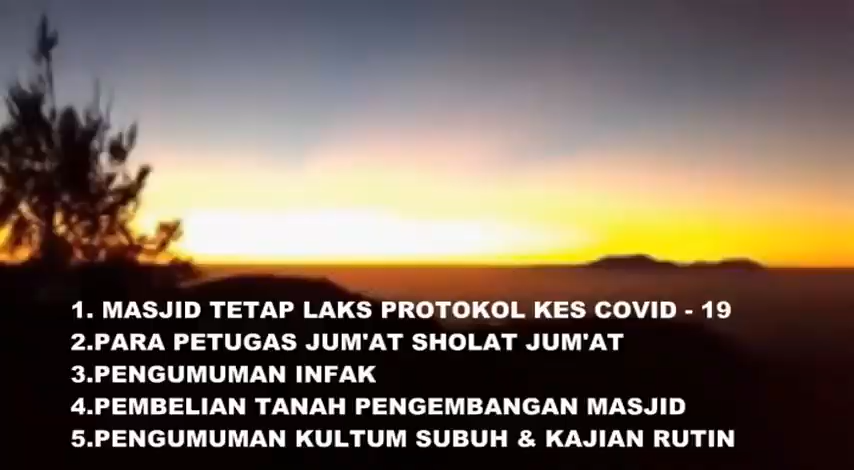 1. MASJID TETAP LAKS PROTOKOL KES COVID - 19
2.PARA PETUGAS JUM'AT SHOLAT JUM'AT
3.PENGUMUMAN INFAK
4.PEMBELIAN TANAH PENGEMBANGAN MASJID
5.PENGUMUMAN KULTUM SUBUH & KAJIAN RUTIN